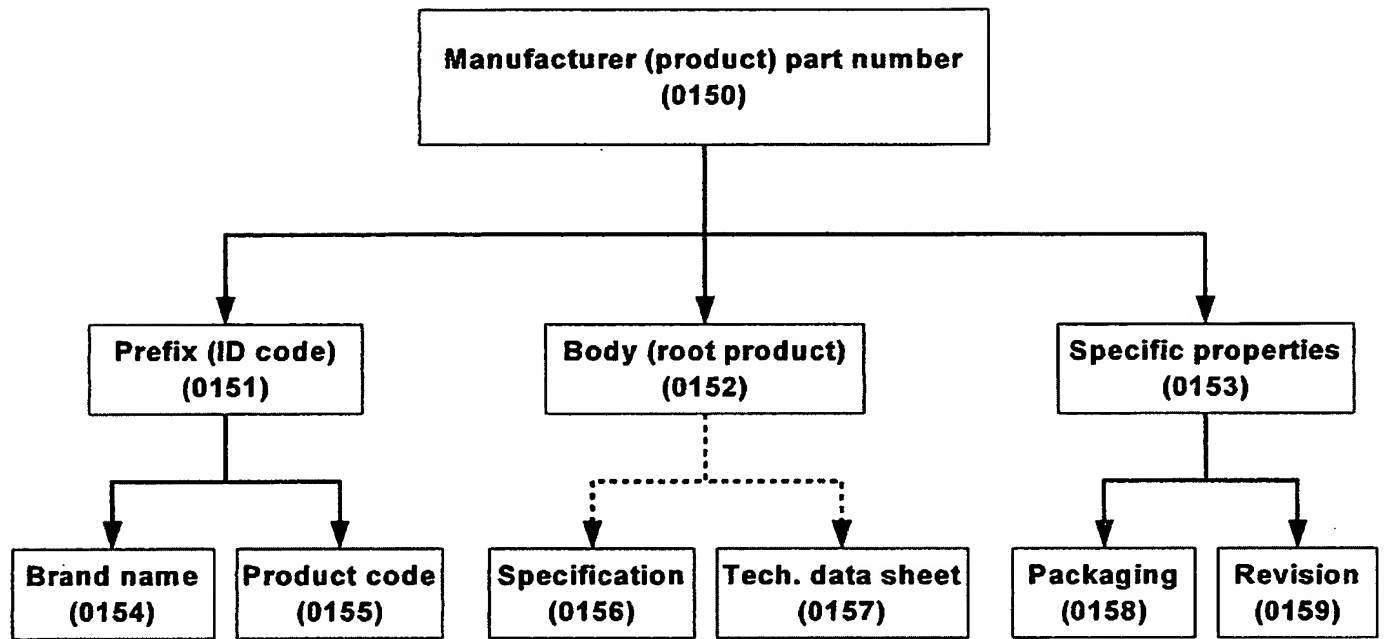 Manufacturer (product) part number
(0150)
Prefix (ID code)
(0151)
Body (root product)
(0152)
Specific properties
(0153)
Brand name
(0154)
Product code
(0155)
Specification
(0156)
Tech. data sheet
(0157)
Packaging
(0158)
Revision
(0159)